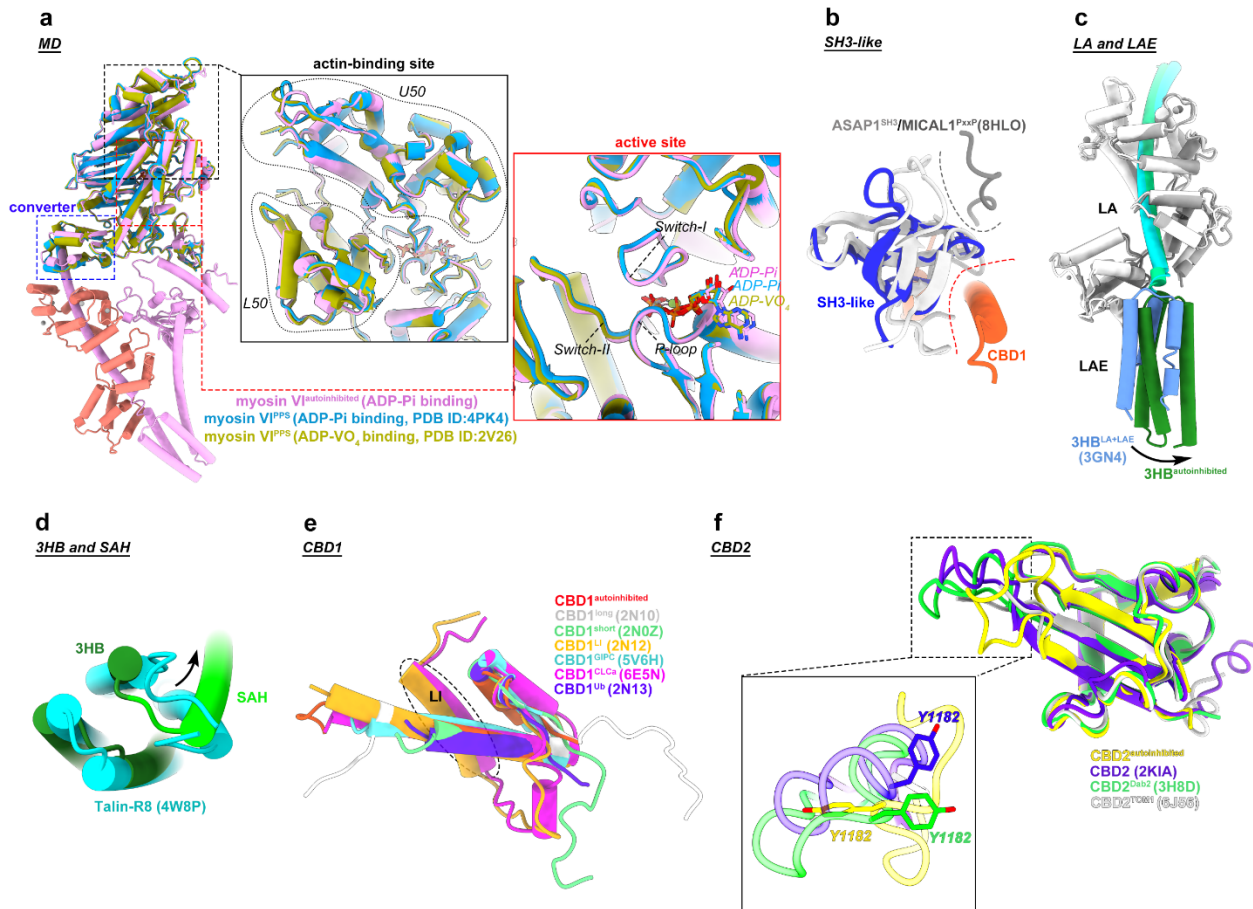 a
MD
actin-binding site
U50
L50
converter
active site
Switch-I
ADP-Pi
ADP-Pi
ADP-VO₄
Switch-II
P-loop
myosin VIᵃᵘᵗᵒⁱⁿʰⁱᵇⁱᵗᵉᵈ (ADP-Pi binding)
myosin VIᴾᴾˢ (ADP-Pi binding, PDB ID:4PK4)
myosin VIᴾᴾˢ (ADP-VO₄ binding, PDB ID:2V26)
b
SH3-like
ASAP1ˢᴴ³/MICAL1ᴾˣˣᴾ(8HLO)
SH3-like
CBD1
c
LA and LAE
LA
LAE
3HBᴸᴬ⁺ᴸᴬᴱ
(3GN4)
3HBᵃᵘᵗᵒⁱⁿʰⁱᵇⁱᵗᵉᵈ
d
3HB and SAH
3HB
SAH
Talin-R8 (4W8P)
e
CBD1
LI
CBD1ᵃᵘᵗᵒⁱⁿʰⁱᵇⁱᵗᵉᵈ
CBD1ˡᵒⁿᵍ (2N10)
CBD1ˢʰᵒʳᵗ (2N0Z)
CBD1ᴸᴵ (2N12)
CBD1ᴳᴵᴾᶜ (5V6H)
CBD1ᶜᴸᶜᵃ (6E5N)
CBD1ᵁᵇ (2N13)
f
CBD2
Y1182
Y1182
Y1182
CBD2ᵃᵘᵗᵒⁱⁿʰⁱᵇⁱᵗᵉᵈ
CBD2 (2KIA)
CBD2ᴰᵃᵇ² (3H8D)
CBD2ᵀᴼᴹ¹ (6J56)